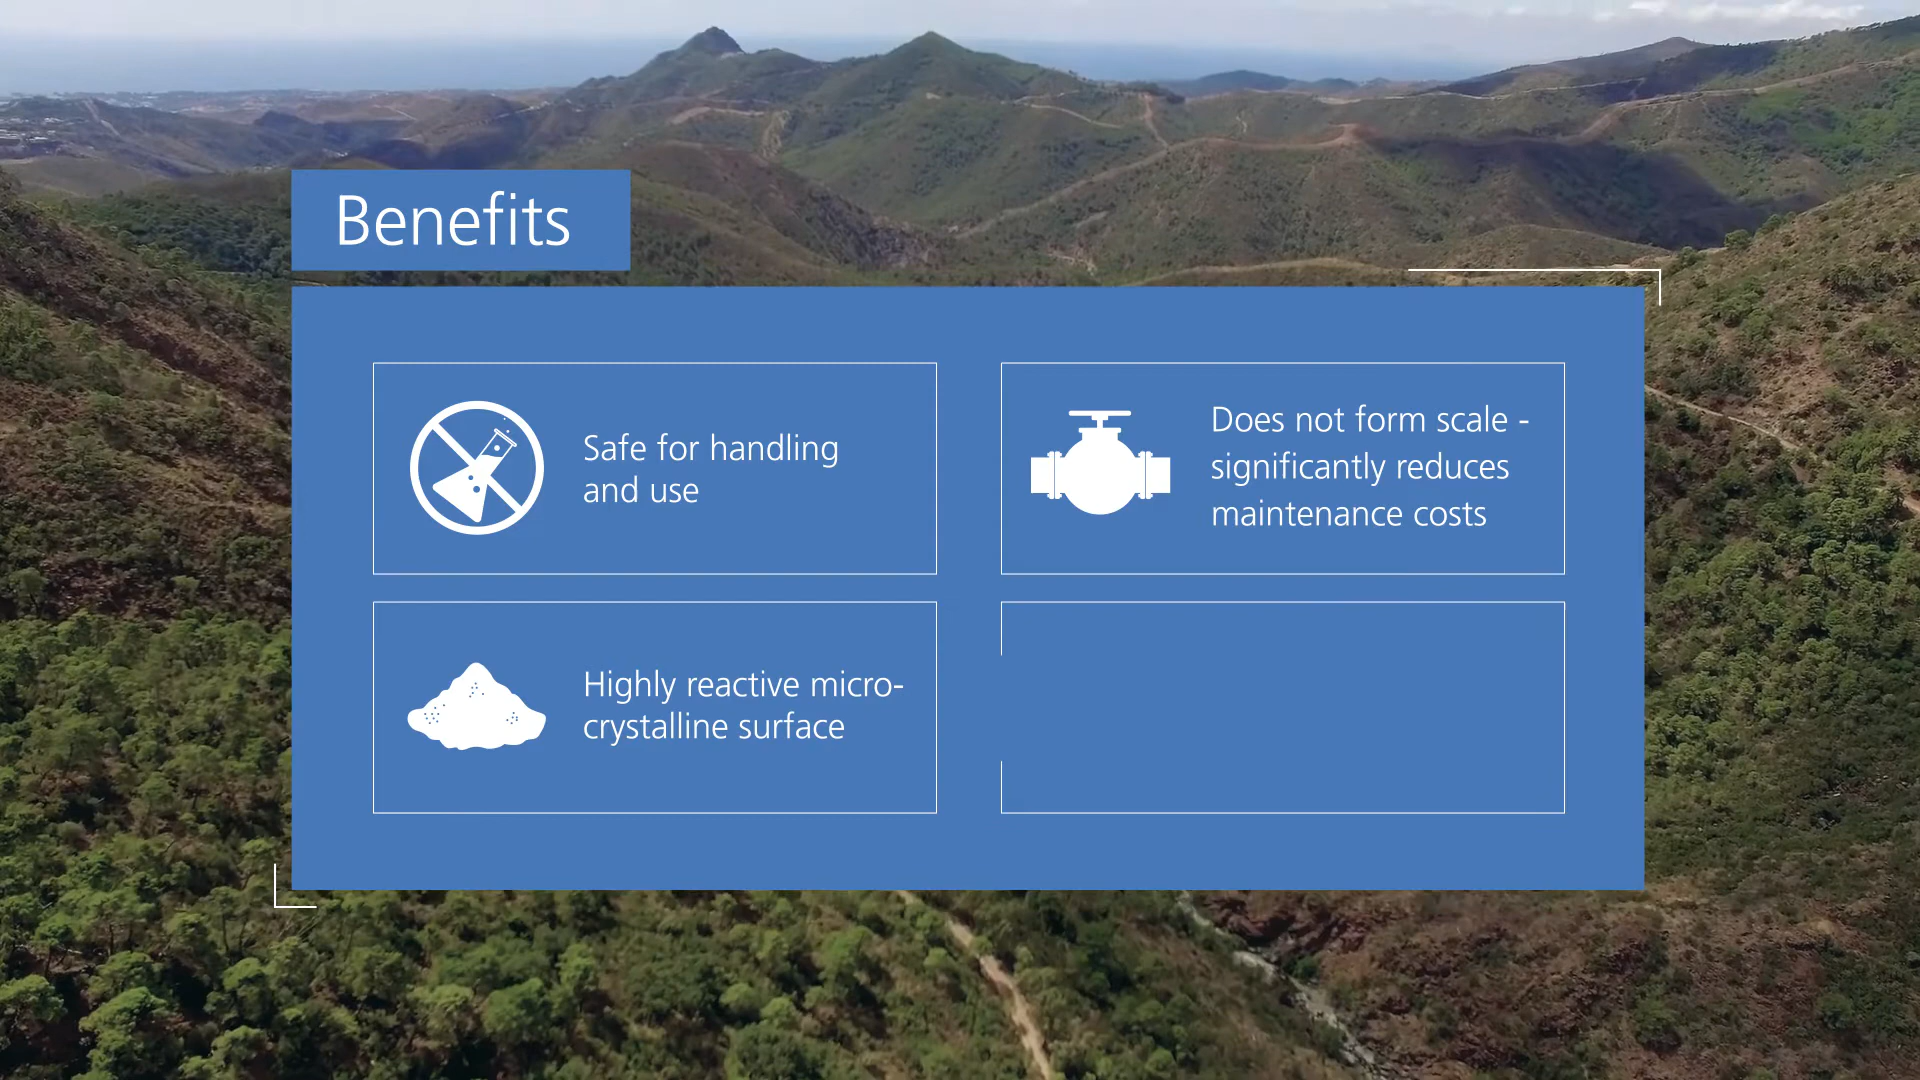 Benefits
Safe for handling
and use
Does not form scale -
significantly reduces
maintenance costs
Highly reactive micro-
crystalline surface